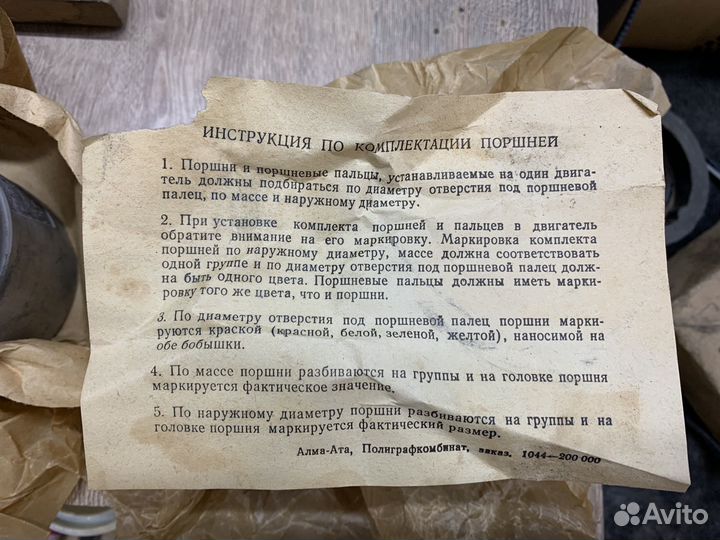 ИНСТРУКЦИЯ ПО КОМПЛЕКТАЦИИ ПОРШНЕЙ
1. Поршни и поршневые пальцы, устанавливаемые на один двига-
тель должны подбираться по диаметру отверстия под поршневой
палец, по массе и наружному диаметру.
2. При установке комплекта поршней и пальцев в двигатель
обратите внимание на его маркировку. Маркировка комплекта
поршней по наружному диаметру, массе должна соответствовать
одной группе и по диаметру отверстия под поршневой палец долж-
на быть одного цвета. Поршневые пальцы должны иметь марки-
ровку того же цвета, что и поршни.
3. По диаметру отверстия под поршневой палец поршни марки-
руются краской (красной, белой, зеленой, желтой), наносимой на
обе бобышки.
4. По массе поршни разбиваются на группы и на головке поршня
маркируется фактическое значение.
5. По наружному диаметру поршни разбиваются на группы и на
головке поршня маркируется фактический размер.
Алма-Ата, Полиграфкомбинат, заказ. 1044—200 000
Avito